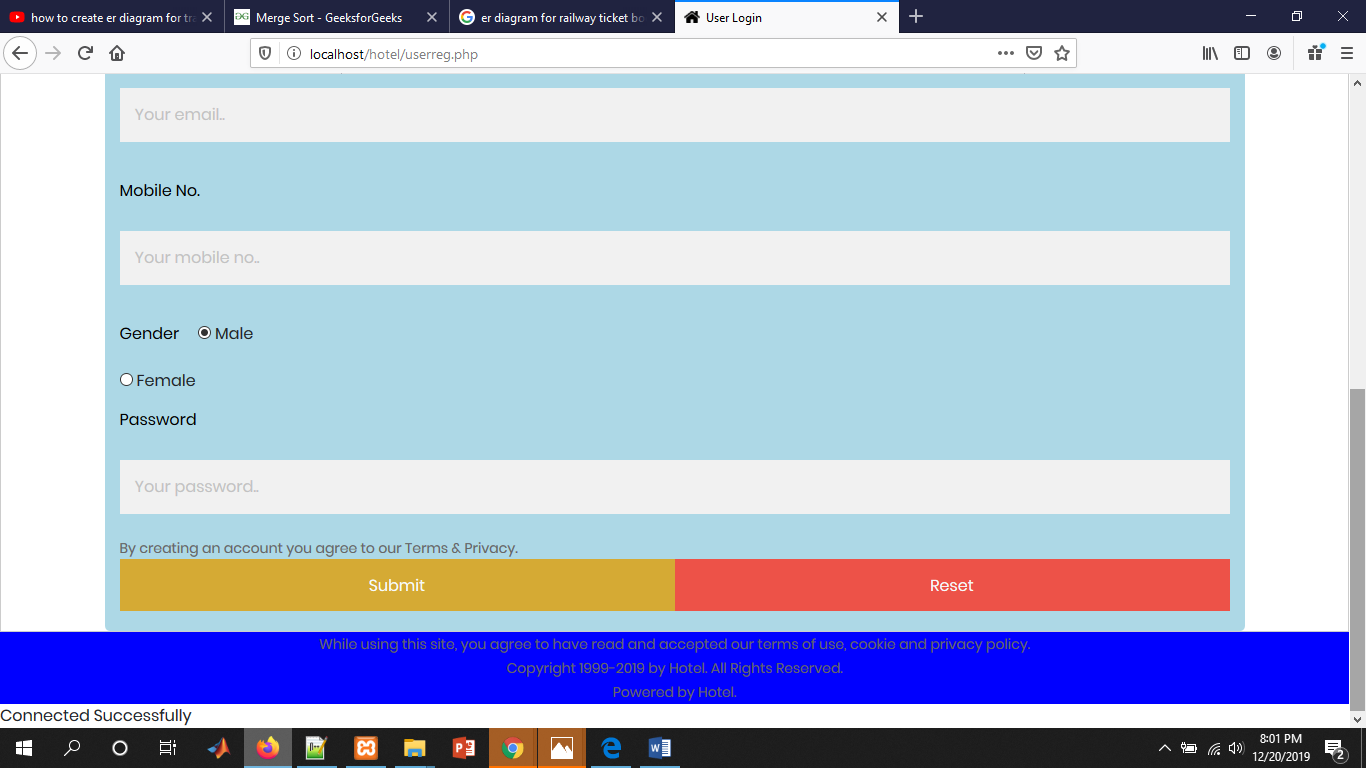 how to create er diagram for tra
Merge Sort - GeeksforGeeks
er diagram for railway ticket bo
User Login
localhost/hotel/userreg.php
Your email..
Mobile No.
Your mobile no..
Gender Male
Female
Password
Your password..
By creating an account you agree to our Terms & Privacy.
Submit Reset
While using this site, you agree to have read and accepted our terms of use, cookie and privacy policy.
Copyright 1999-2019 by Hotel. All Rights Reserved.
Powered by Hotel.
Connected Successfully
8:01 PM
12/20/2019
2